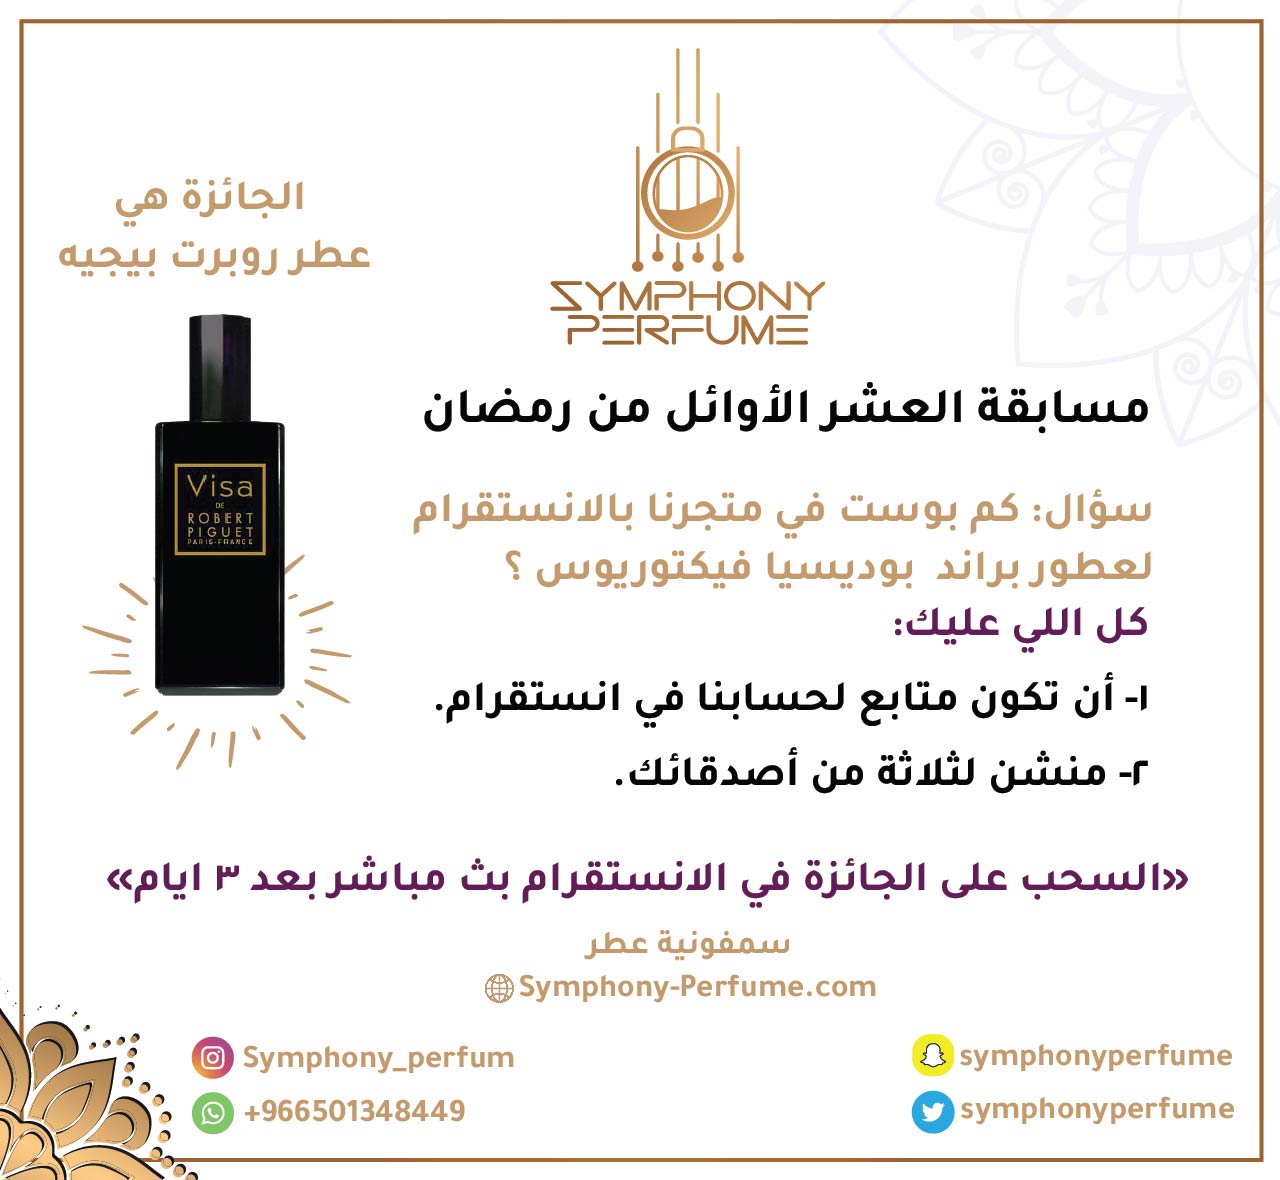 SYMPHONY
PERFUME
الجائزة هي
عطر روبرت بيجيه
Visa
DE
ROBERT
PIGUET
PARIS-FRANCE
مسابقة العشر الأوائل من رمضان
سؤال: كم بوست في متجرنا بالانستقرام
لعطور براند بوديسيا فيكتوريوس ؟
كل اللي عليك:
١- أن تكون متابع لحسابنا في انستقرام.
٢- منشن لثلاثة من أصدقائك.
«السحب على الجائزة في الانستقرام بث مباشر بعد ٣ ايام»
سمفونية عطر
Symphony-Perfume.com
Symphony_perfum
+966501348449
symphonyperfume
symphonyperfume